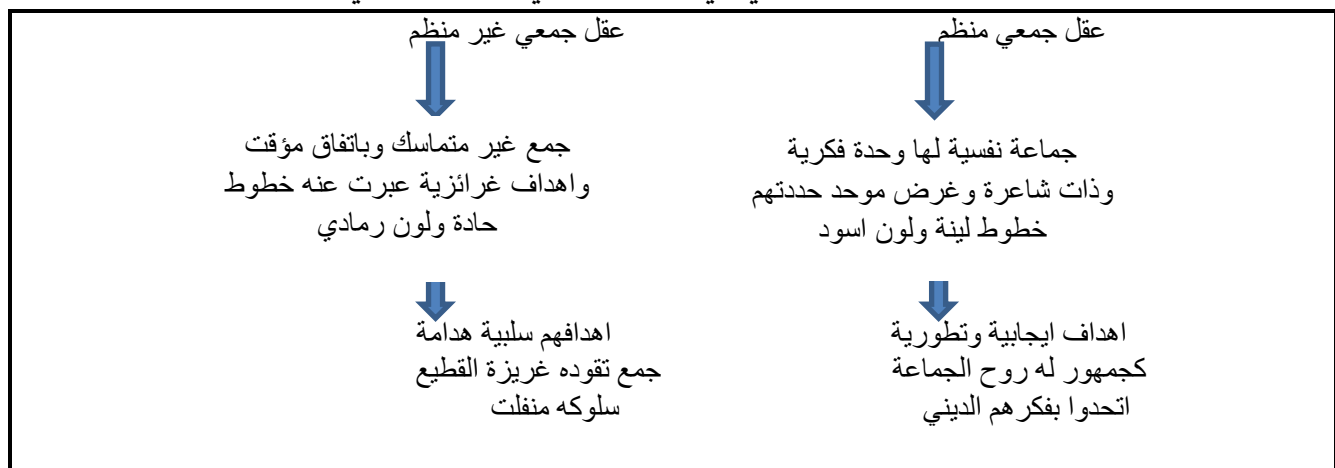 عقل جمعي منظم
جماعة نفسية لها وحدة فكرية
وذات شاعرة وغرض موحد حددتهم
خطوط لينة ولون اسود
اهداف ايجابية وتطورية
كجمهور له روح الجماعة
اتحدوا بفكرهم الديني
عقل جمعي غير منظم
جمع غير متماسك وباتفاق مؤقت
واهداف غرائزية عبرت عنه خطوط
حادة ولون رمادي
اهدافهم سلبية هدامة
جمع تقوده غريزة القطيع
سلوكه منفلت